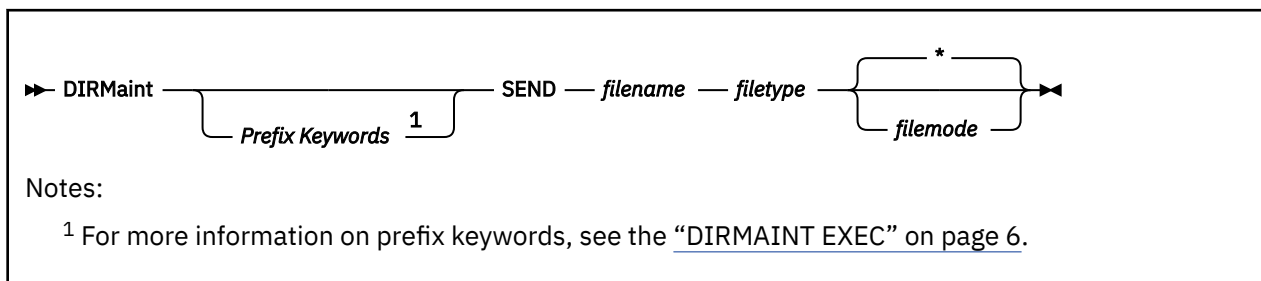 *
DIRMaint SEND filename filetype
Prefix Keywords 1 filemode
Notes:
1 For more information on prefix keywords, see the “DIRMAINT EXEC” on page 6.